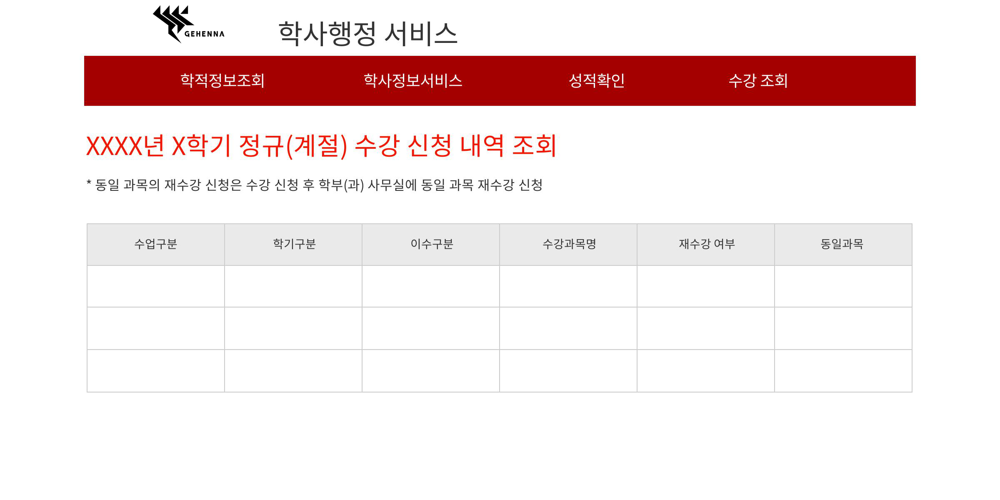 GEHENNA
학사행정 서비스
학적정보조회 학사정보서비스 성적확인 수강 조회
XXXX년 X학기 정규(계절) 수강 신청 내역 조회
* 동일 과목의 재수강 신청은 수강 신청 후 학부(과) 사무실에 동일 과목 재수강 신청
수업구분 학기구분 이수구분 수강과목명 재수강 여부 동일과목